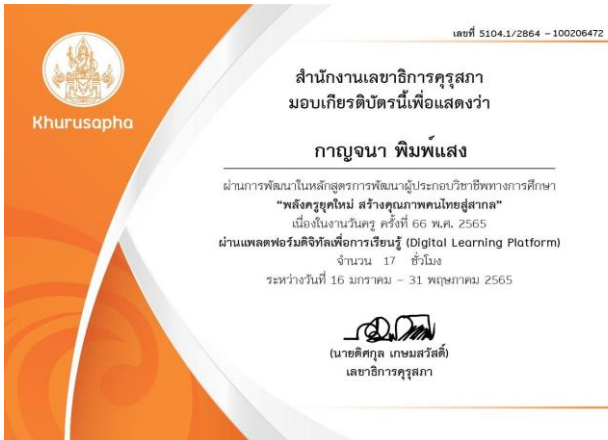 เลขที่ 5104.1/2864 - 100206472
Khurusapha
สำนักงานเลขาธิการคุรุสภา
มอบเกียรติบัตรนี้เพื่อแสดงว่า
กาญจนา พิมพ์แสง
ผ่านการพัฒนาในหลักสูตรการพัฒนาผู้ประกอบวิชาชีพทางการศึกษา
"พลังครูยุคใหม่ สร้างคุณภาพคนไทยสู่สากล"
เนื่องในงานวันครู ครั้งที่ 66 พ.ศ. 2565
ผ่านแพลตฟอร์มดิจิทัลเพื่อการเรียนรู้ (Digital Learning Platform)
จำนวน 17 ชั่วโมง
ระหว่างวันที่ 16 มกราคม - 31 พฤษภาคม 2565
(นายดิศกุล เกษมสวัสดิ์)
เลขาธิการคุรุสภา